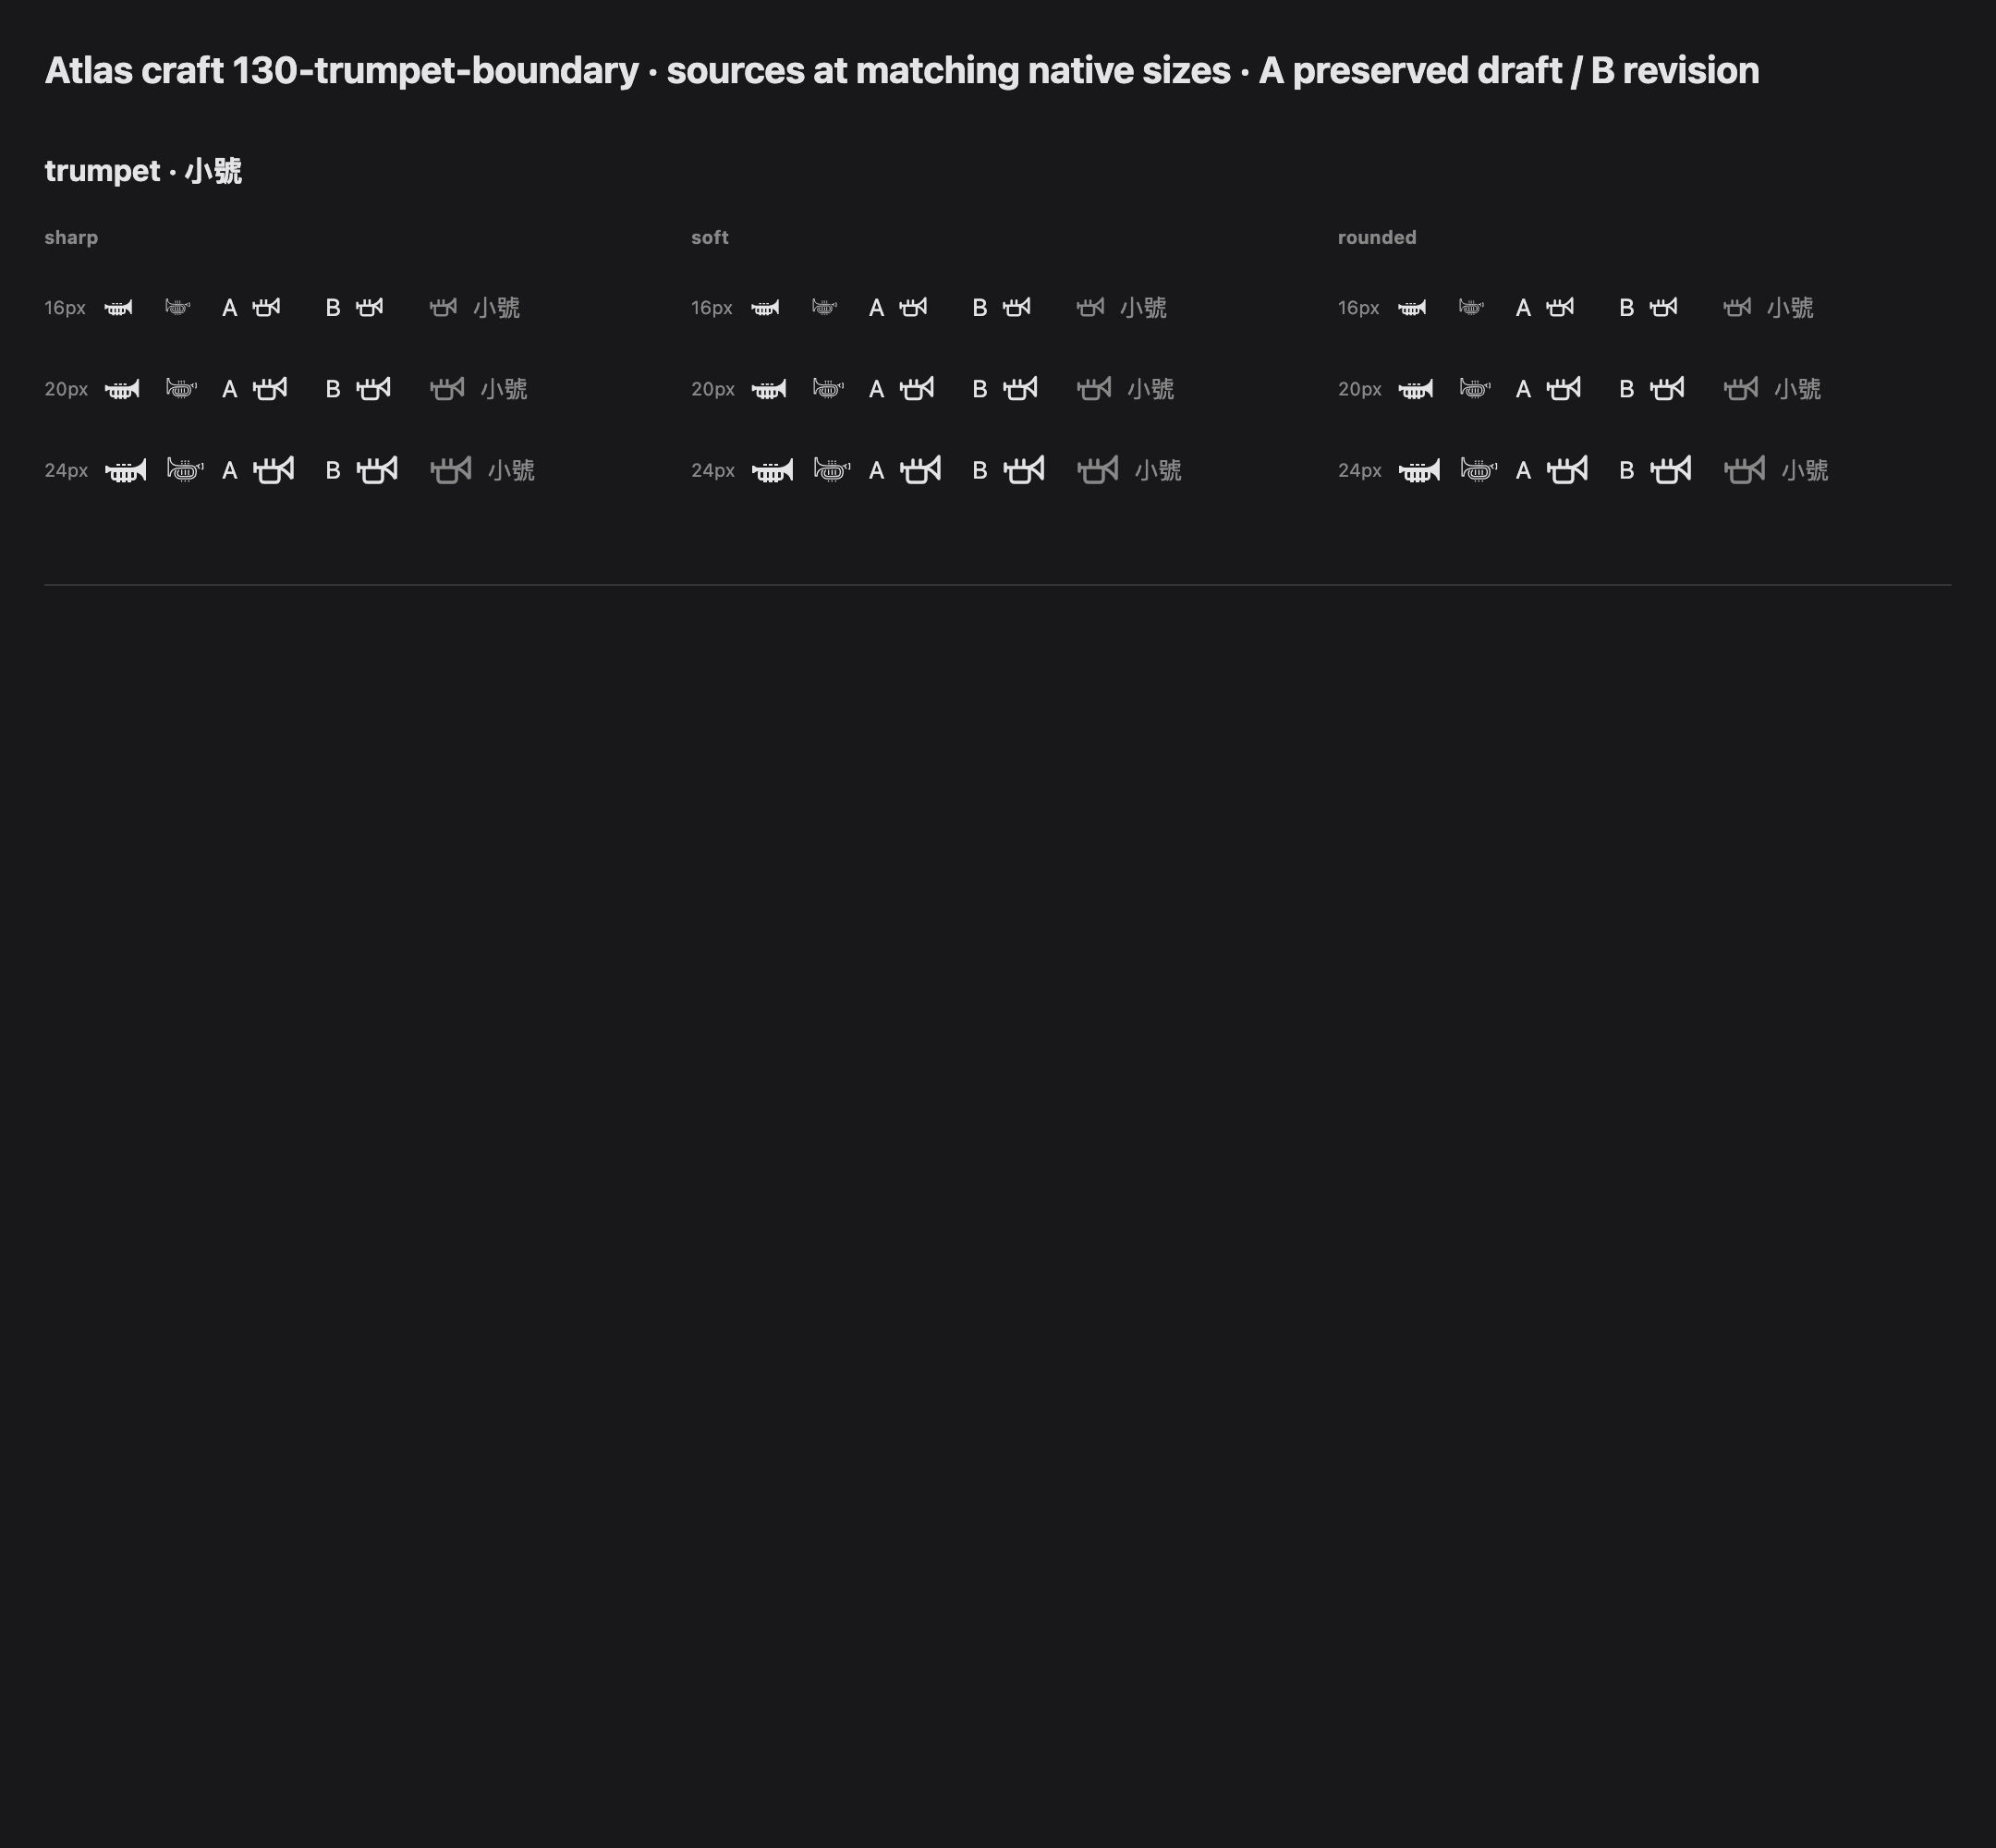 Atlas craft 130-trumpet-boundary · sources at matching native sizes · A preserved draft / B revision
trumpet · 小號
sharp soft rounded
16px A B 小號 16px A B 小號 16px A B 小號
20px A B 小號 20px A B 小號 20px A B 小號
24px A B 小號 24px A B 小號 24px A B 小號